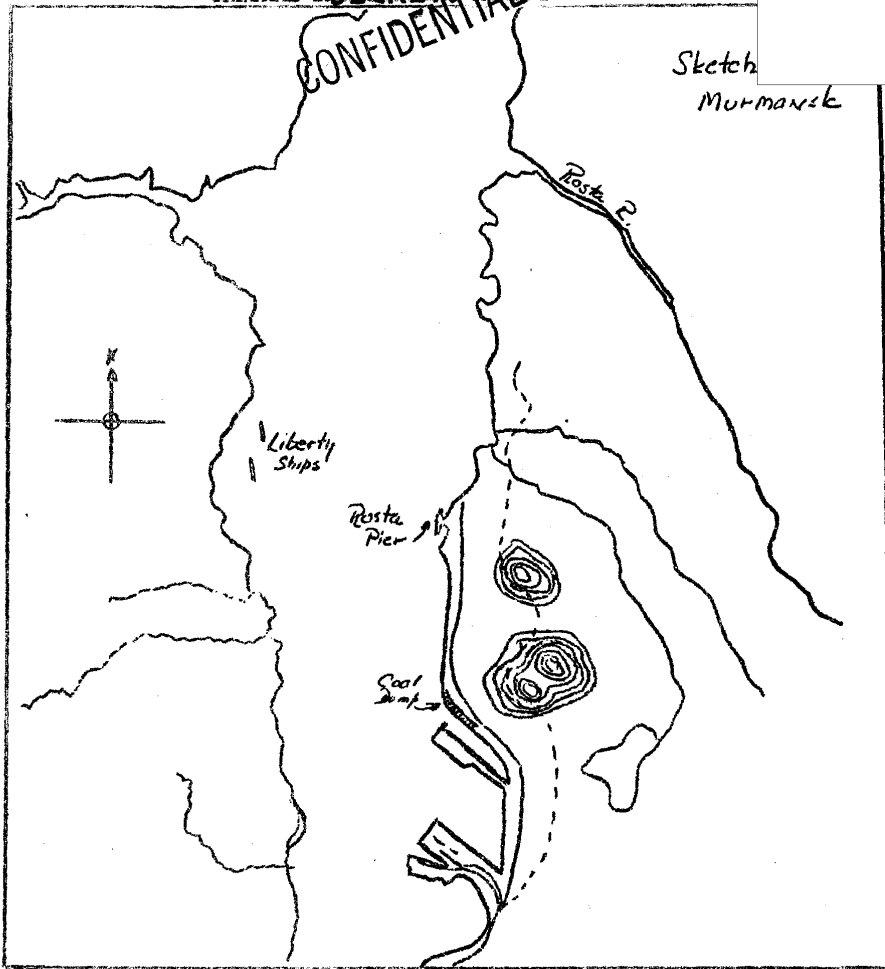 CONFIDENTIAL
Sketch
Murmansk
Rosta R.
N
Liberty
Ships
Rosta
Pier
Coal
Dump